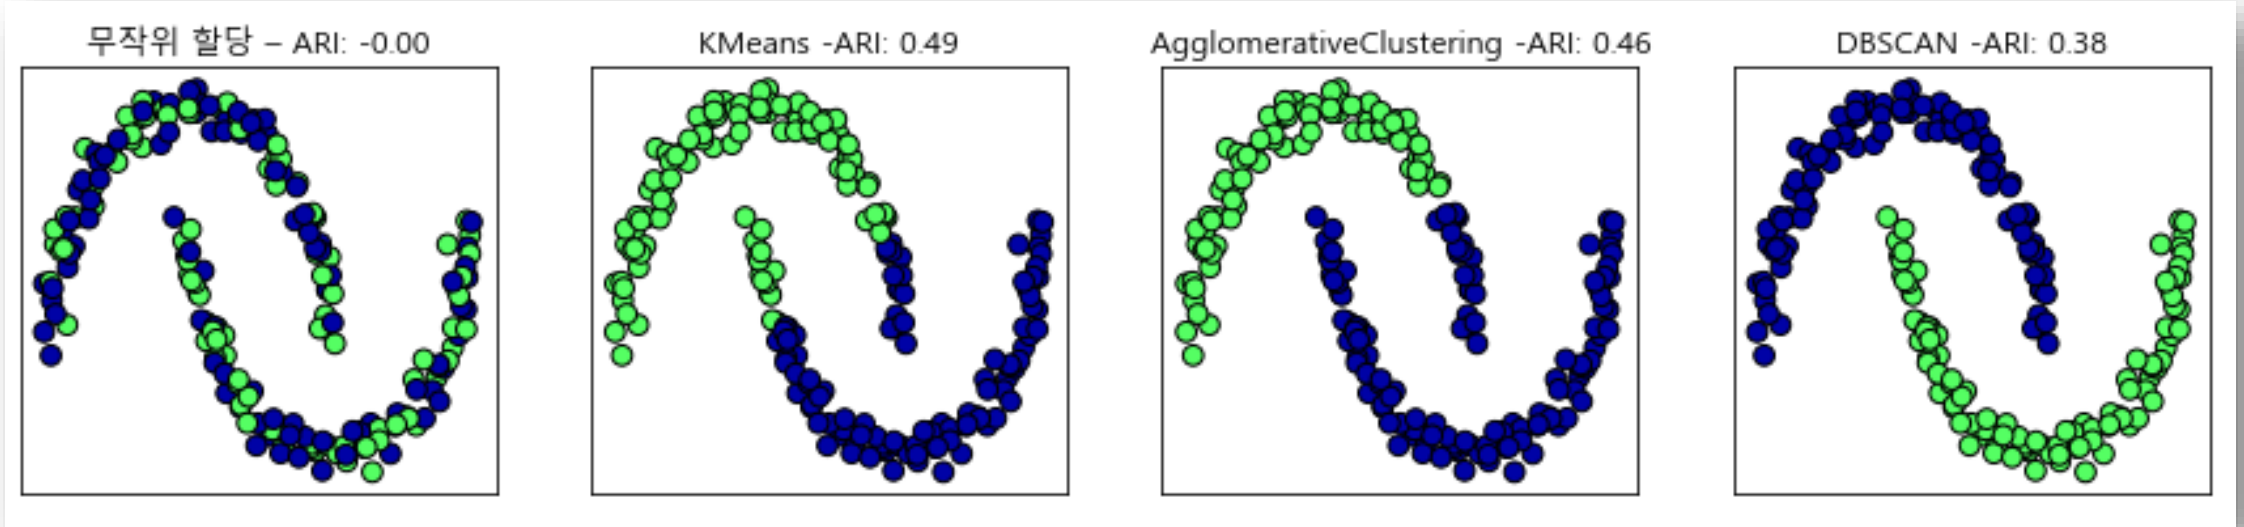 무작위 할당 – ARI: -0.00
KMeans -ARI: 0.49
AgglomerativeClustering -ARI: 0.46
DBSCAN -ARI: 0.38